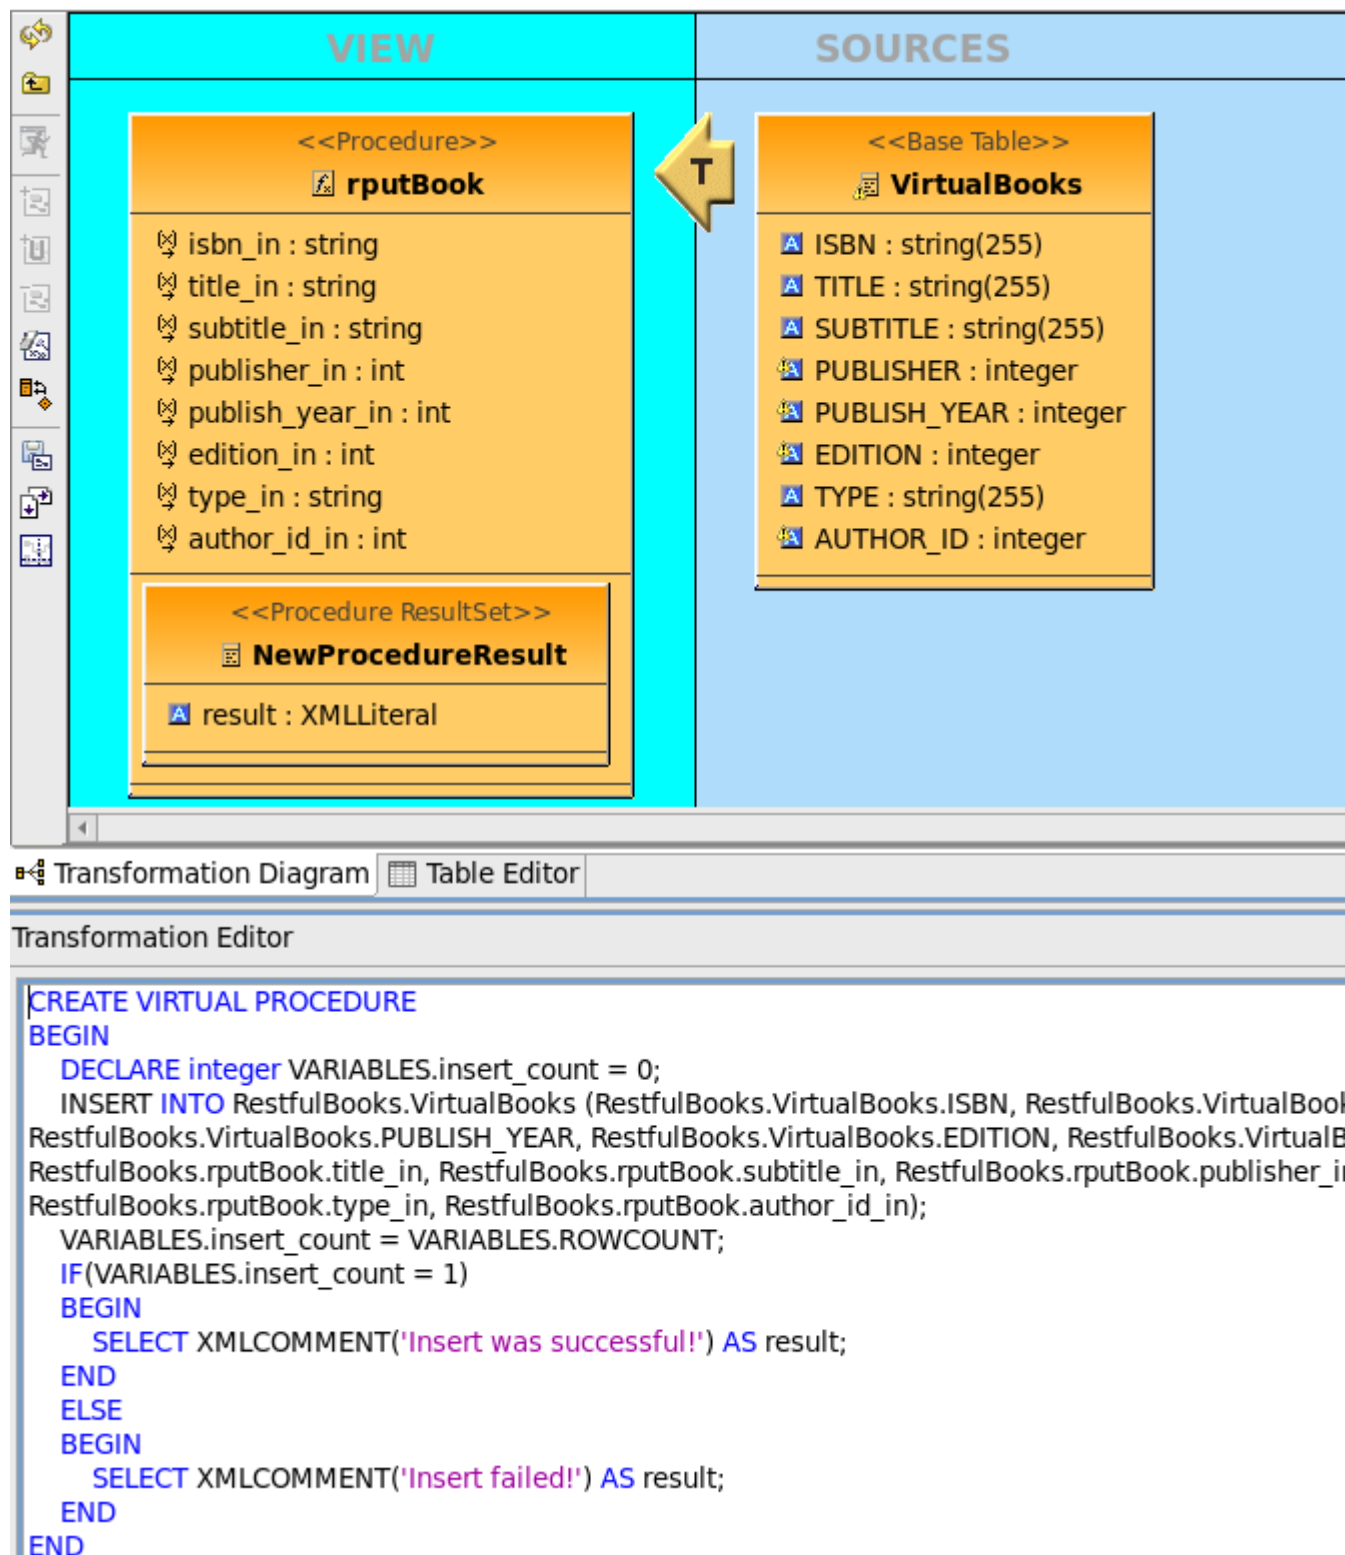 VIEW
SOURCES
<<Procedure>>
rputBook
isbn_in : string
title_in : string
subtitle_in : string
publisher_in : int
publish_year_in : int
edition_in : int
type_in : string
author_id_in : int
<<Procedure ResultSet>>
NewProcedureResult
result : XMLLiteral
T
<<Base Table>>
VirtualBooks
ISBN : string(255)
TITLE : string(255)
SUBTITLE : string(255)
PUBLISHER : integer
PUBLISH_YEAR : integer
EDITION : integer
TYPE : string(255)
AUTHOR_ID : integer
Transformation Diagram
Table Editor
Transformation Editor
CREATE VIRTUAL PROCEDURE
BEGIN
DECLARE integer VARIABLES.insert_count = 0;
INSERT INTO RestfulBooks.VirtualBooks (RestfulBooks.VirtualBooks.ISBN, RestfulBooks.VirtualBook
RestfulBooks.VirtualBooks.PUBLISH_YEAR, RestfulBooks.VirtualBooks.EDITION, RestfulBooks.VirtualB
RestfulBooks.rputBook.title_in, RestfulBooks.rputBook.subtitle_in, RestfulBooks.rputBook.publisher_in
RestfulBooks.rputBook.type_in, RestfulBooks.rputBook.author_id_in);
VARIABLES.insert_count = VARIABLES.ROWCOUNT;
IF(VARIABLES.insert_count = 1)
BEGIN
SELECT XMLCOMMENT('Insert was successful!') AS result;
END
ELSE
BEGIN
SELECT XMLCOMMENT('Insert failed!') AS result;
END
END